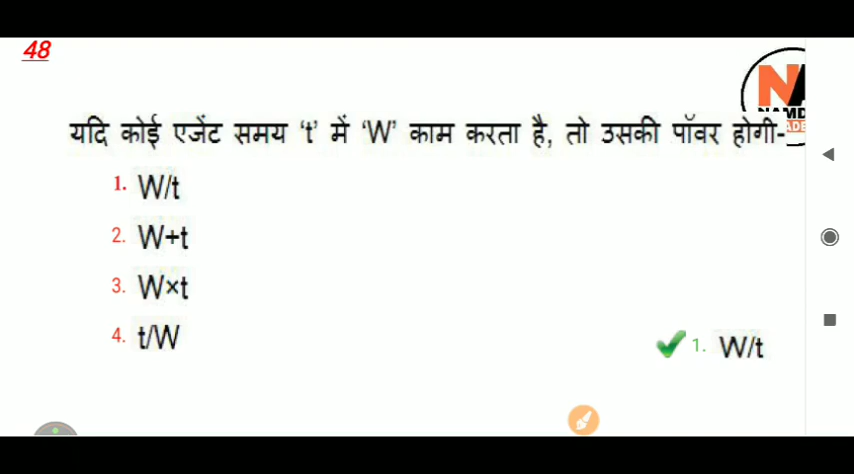 48
यदि कोई एजेंट समय ‘t’ में ‘W’ काम करता है, तो उसकी पॉवर होगी-
1. W/t
2. W+t
3. W×t
4. t/W
1. W/t